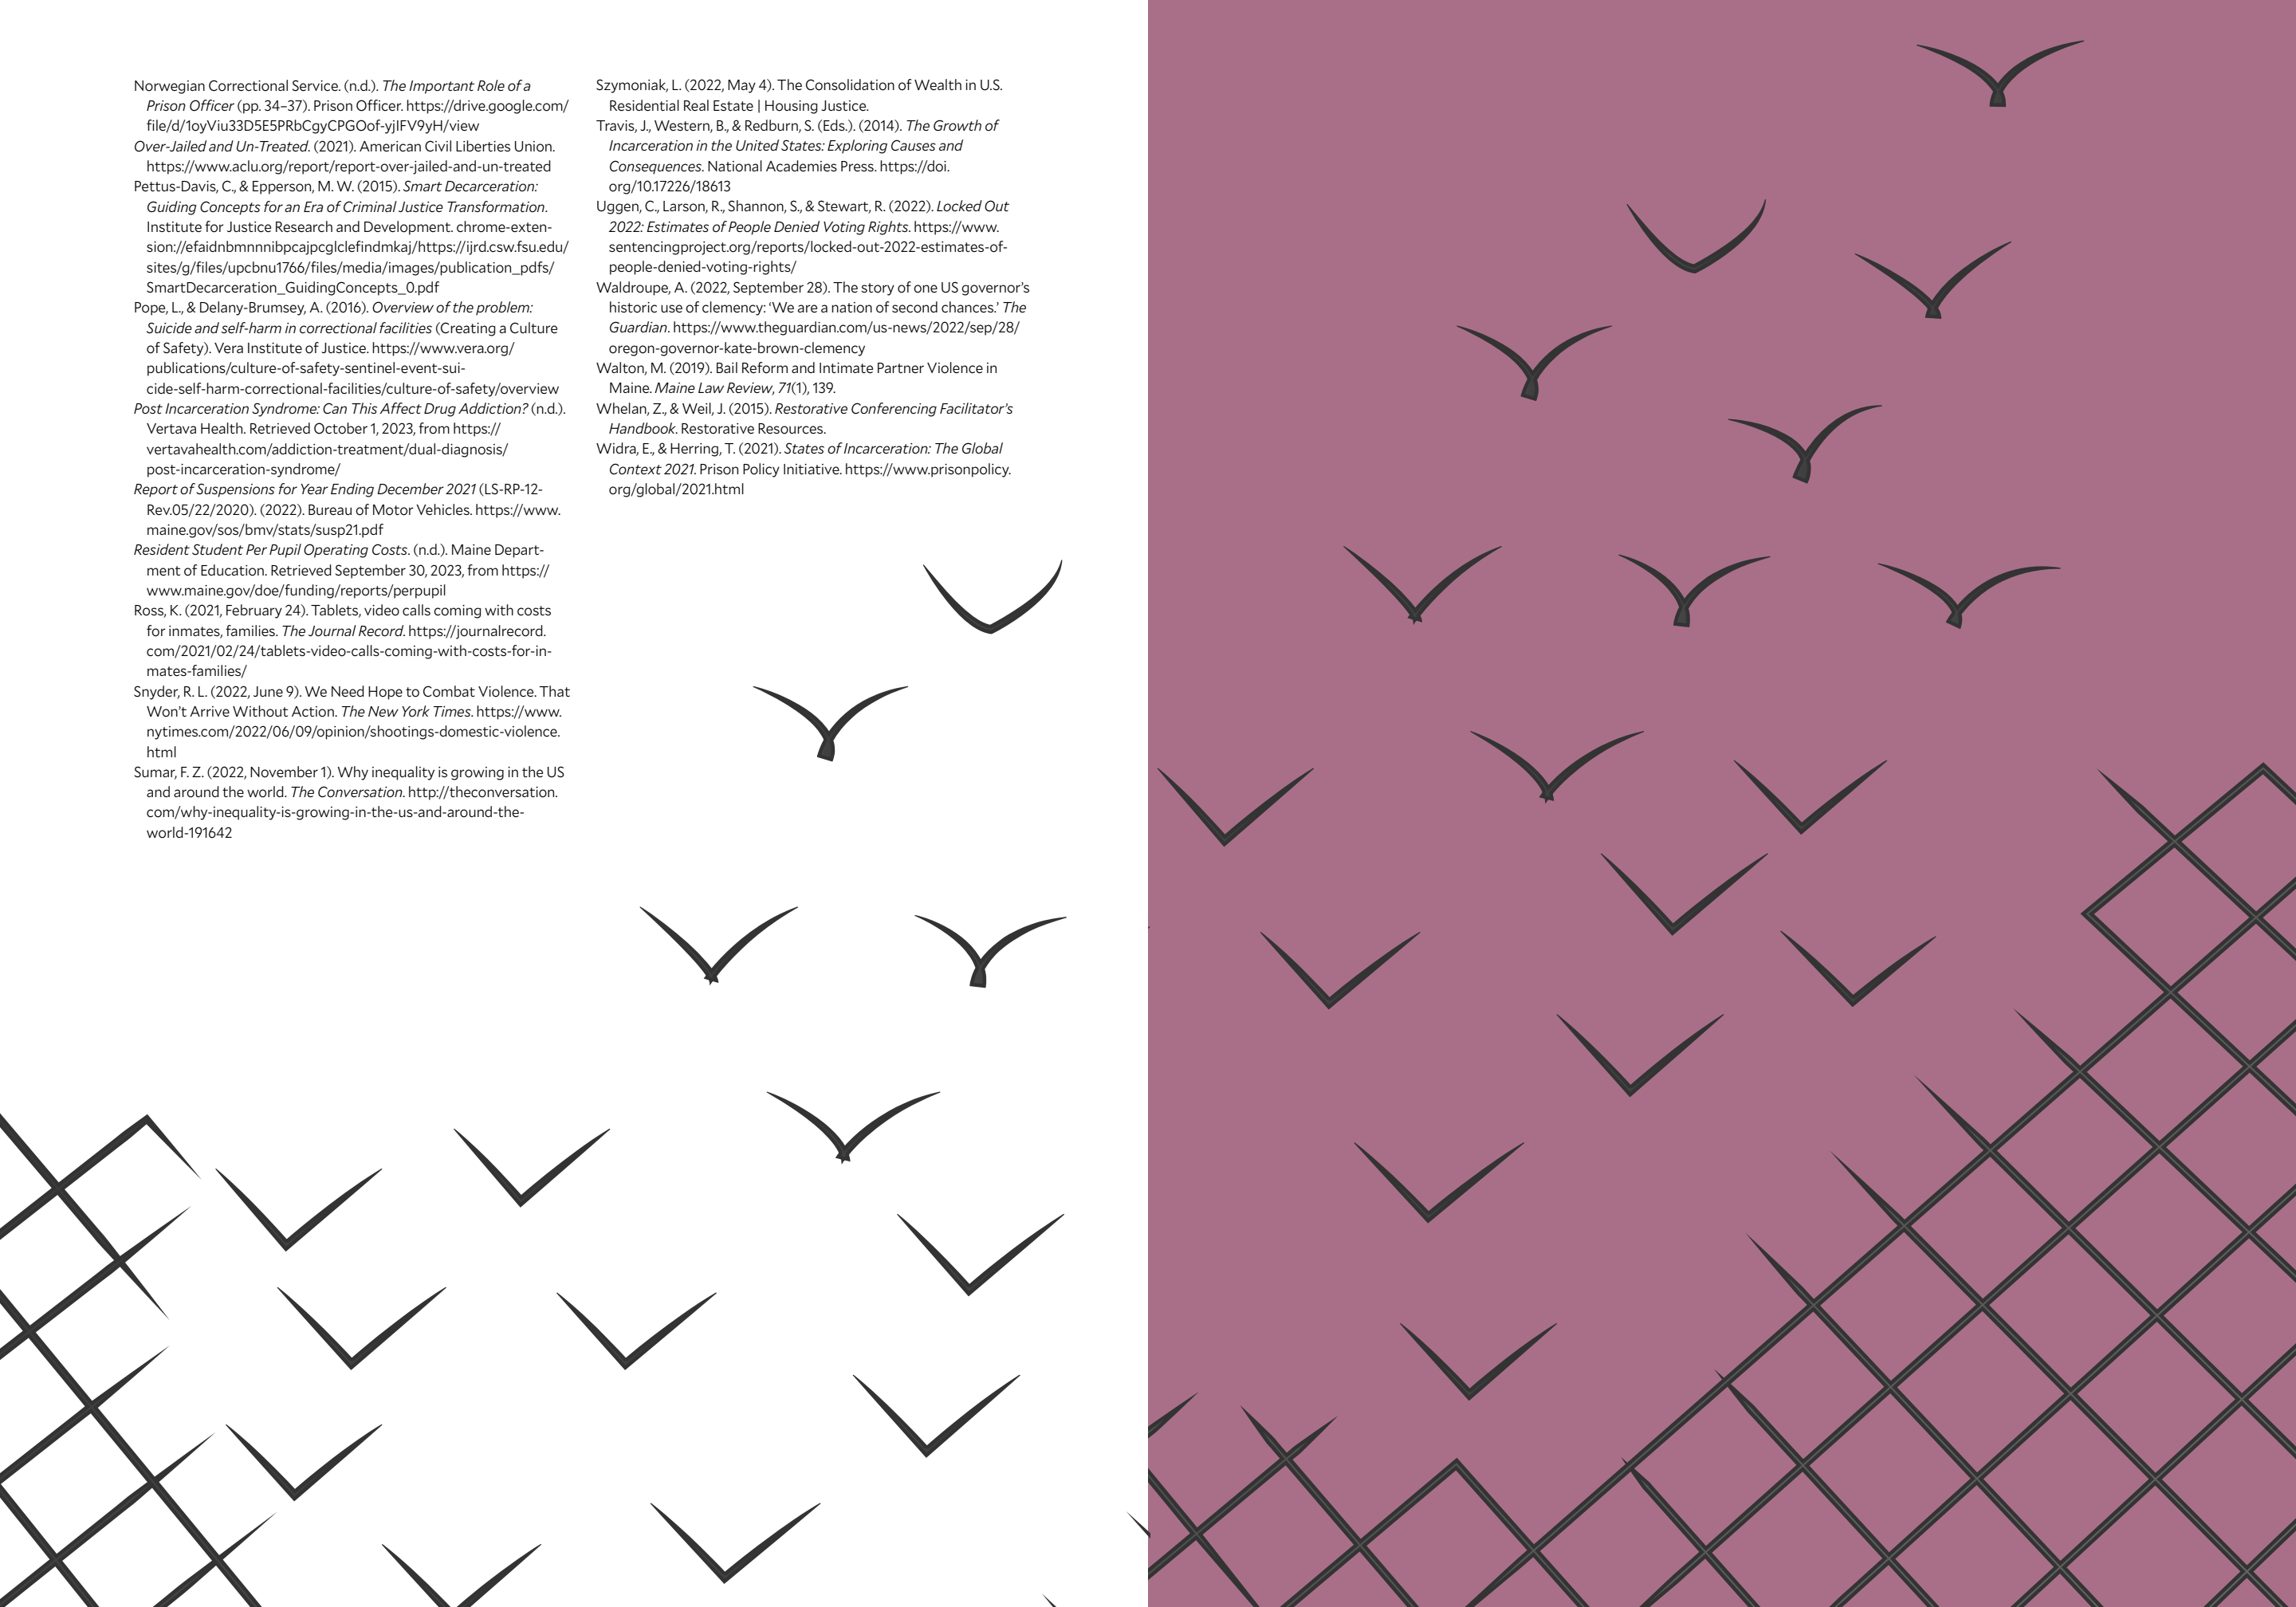 Norwegian Correctional Service. (n.d.). The Important Role of a
Prison Officer (pp. 34–37). Prison Officer. https://drive.google.com/
file/d/1oyViu33D5E5PRbCgyCPGOof-yjIFV9yH/view
Over-Jailed and Un-Treated. (2021). American Civil Liberties Union.
https://www.aclu.org/report/report-over-jailed-and-un-treated
Pettus-Davis, C., & Epperson, M. W. (2015). Smart Decarceration:
Guiding Concepts for an Era of Criminal Justice Transformation.
Institute for Justice Research and Development. chrome-exten-
sion://efaidnbmnnnibpcajpcglclefindmkaj/https://ijrd.csw.fsu.edu/
sites/g/files/upcbnu1766/files/media/images/publication_pdfs/
SmartDecarceration_GuidingConcepts_0.pdf
Pope, L., & Delany-Brumsey, A. (2016). Overview of the problem:
Suicide and self-harm in correctional facilities (Creating a Culture
of Safety). Vera Institute of Justice. https://www.vera.org/
publications/culture-of-safety-sentinel-event-sui-
cide-self-harm-correctional-facilities/culture-of-safety/overview
Post Incarceration Syndrome: Can This Affect Drug Addiction? (n.d.).
Vertava Health. Retrieved October 1, 2023, from https://
vertavahealth.com/addiction-treatment/dual-diagnosis/
post-incarceration-syndrome/
Report of Suspensions for Year Ending December 2021 (LS-RP-12-
Rev.05/22/2020). (2022). Bureau of Motor Vehicles. https://www.
maine.gov/sos/bmv/stats/susp21.pdf
Resident Student Per Pupil Operating Costs. (n.d.). Maine Depart-
ment of Education. Retrieved September 30, 2023, from https://
www.maine.gov/doe/funding/reports/perpupil
Ross, K. (2021, February 24). Tablets, video calls coming with costs
for inmates, families. The Journal Record. https://journalrecord.
com/2021/02/24/tablets-video-calls-coming-with-costs-for-in-
mates-families/
Snyder, R. L. (2022, June 9). We Need Hope to Combat Violence. That
Won’t Arrive Without Action. The New York Times. https://www.
nytimes.com/2022/06/09/opinion/shootings-domestic-violence.
html
Sumar, F. Z. (2022, November 1). Why inequality is growing in the US
and around the world. The Conversation. http://theconversation.
com/why-inequality-is-growing-in-the-us-and-around-the-
world-191642
Szymoniak, L. (2022, May 4). The Consolidation of Wealth in U.S.
Residential Real Estate | Housing Justice.
Travis, J., Western, B., & Redburn, S. (Eds.). (2014). The Growth of
Incarceration in the United States: Exploring Causes and
Consequences. National Academies Press. https://doi.
org/10.17226/18613
Uggen, C., Larson, R., Shannon, S., & Stewart, R. (2022). Locked Out
2022: Estimates of People Denied Voting Rights. https://www.
sentencingproject.org/reports/locked-out-2022-estimates-of-
people-denied-voting-rights/
Waldroupe, A. (2022, September 28). The story of one US governor’s
historic use of clemency: ‘We are a nation of second chances.’ The
Guardian. https://www.theguardian.com/us-news/2022/sep/28/
oregon-governor-kate-brown-clemency
Walton, M. (2019). Bail Reform and Intimate Partner Violence in
Maine. Maine Law Review, 71(1), 139.
Whelan, Z., & Weil, J. (2015). Restorative Conferencing Facilitator’s
Handbook. Restorative Resources.
Widra, E., & Herring, T. (2021). States of Incarceration: The Global
Context 2021. Prison Policy Initiative. https://www.prisonpolicy.
org/global/2021.html